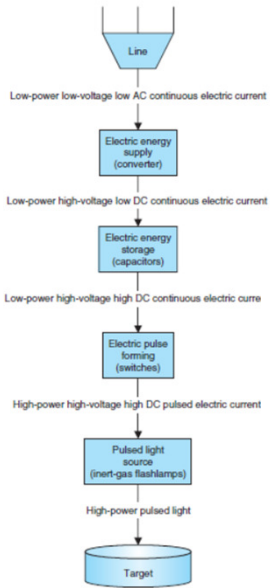 Line
Low-power low-voltage low AC continuous electric current
Electric energy
supply
(converter)
Low-power high-voltage low DC continuous electric current
Electric energy
storage
(capacitors)
Low-power high-voltage high DC continuous electric curre
Electric pulse
forming
(switches)
High-power high-voltage high DC pulsed electric current
Pulsed light
source
(inert-gas flashlamps)
High-power pulsed light
Target